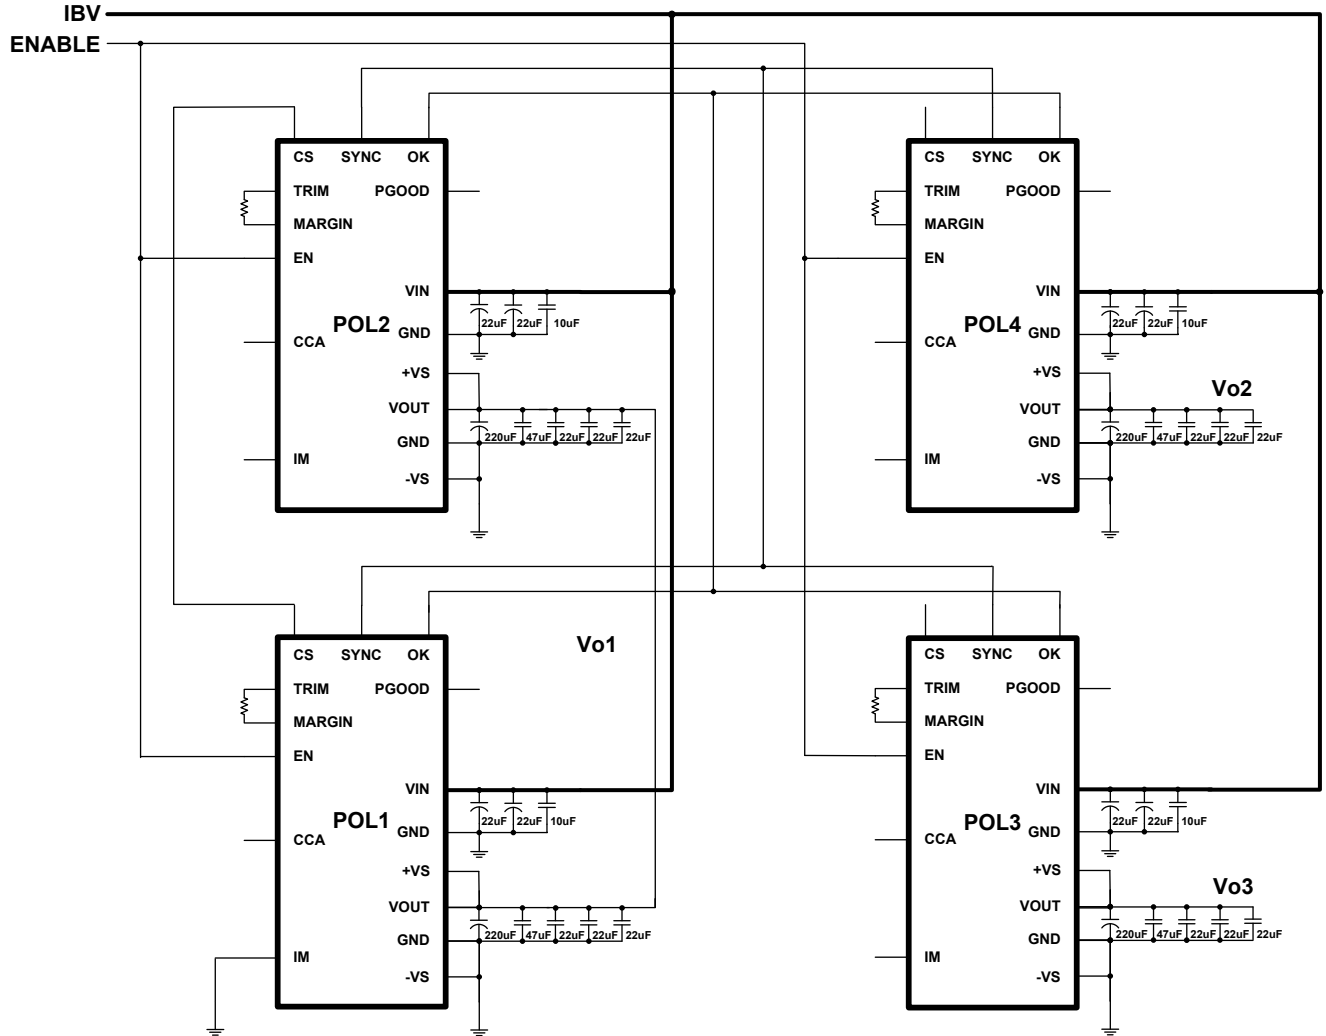 IBV
ENABLE
CS SYNC OK
TRIM PGOOD
MARGIN
EN
VIN
22uF 22uF 10uF
POL2
GND
CCA
+VS
VOUT
220uF 47uF 22uF 22uF 22uF
GND
IM
-VS
CS SYNC OK
TRIM PGOOD
MARGIN
EN
VIN
22uF 22uF 10uF
POL4
GND
CCA
+VS
Vo2
VOUT
220uF 47uF 22uF 22uF 22uF
GND
IM
-VS
Vo1
CS SYNC OK
TRIM PGOOD
MARGIN
EN
VIN
22uF 22uF 10uF
POL1
GND
CCA
+VS
VOUT
220uF 47uF 22uF 22uF 22uF
GND
IM
-VS
CS SYNC OK
TRIM PGOOD
MARGIN
EN
VIN
22uF 22uF 10uF
POL3
GND
CCA
+VS
Vo3
VOUT
220uF 47uF 22uF 22uF 22uF
GND
IM
-VS